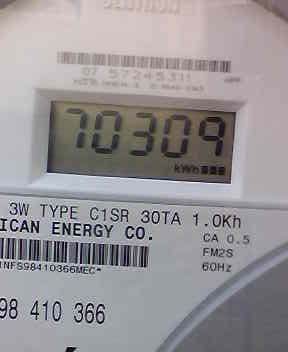 07 57245311
70309
kWh
3W TYPE C1SR 30TA 1.0Kh
ICAN ENERGY CO.
CA 0.5
FM2S
60Hz
INFS98410366MEC*
98 410 366